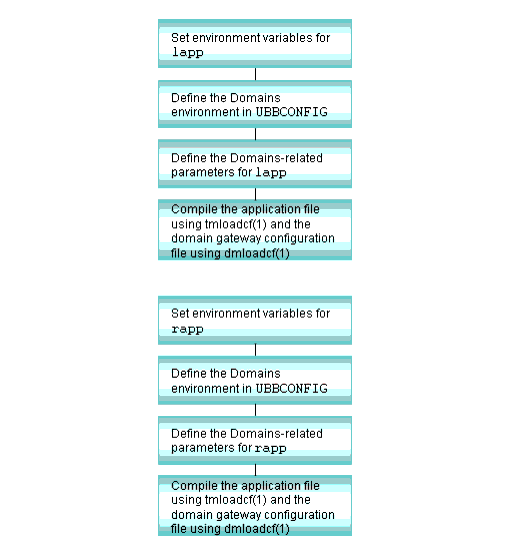 Set environment variables for
lapp
Define the Domains
environment in UBBCONFIG
Define the Domains-related
parameters for lapp
Compile the application file
using tmloadcf(1) and the
domain gateway configuration
file using dmloadcf(1)
Set environment variables for
rapp
Define the Domains
environment in UBBCONFIG
Define the Domains-related
parameters for rapp
Compile the application file
using tmloadcf(1) and the
domain gateway configuration
file using dmloadcf(1)